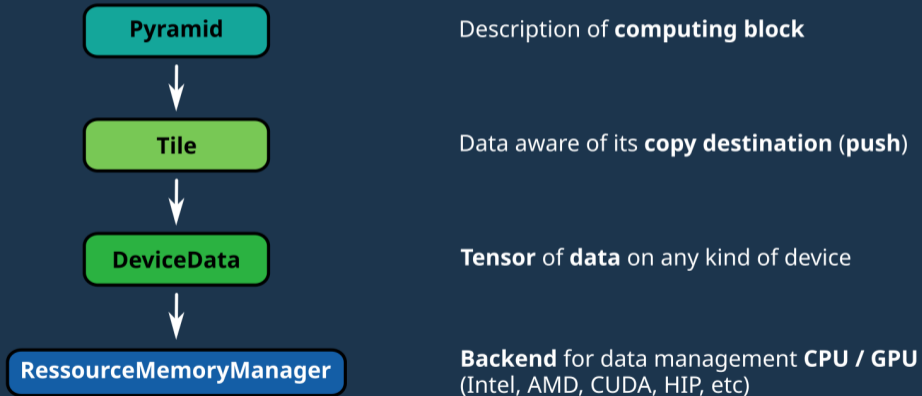 Pyramid
Description of computing block
Tile
Data aware of its copy destination (push)
DeviceData
Tensor of data on any kind of device
RessourceMemoryManager
Backend for data management CPU / GPU
(Intel, AMD, CUDA, HIP, etc)